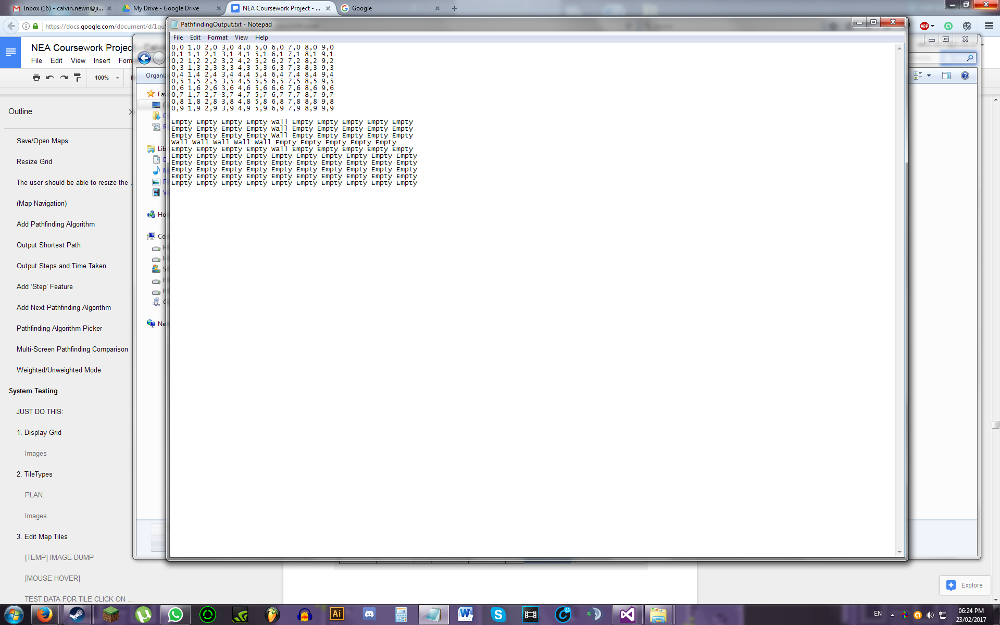 Inbox (16) - calvin.newn@ji...
My Drive - Google Drive
NEA Coursework Project - ...
Google
https://docs.google.com/document/d/1qu
ABP
PathfindingOutput.txt - Notepad
File Edit Format View Help
NEA Coursework Projec
File Edit View Insert Form
100%
Organi
0,0 1,0 2,0 3,0 4,0 5,0 6,0 7,0 8,0 9,0
0,1 1,1 2,1 3,1 4,1 5,1 6,1 7,1 8,1 9,1
0,2 1,2 2,2 3,2 4,2 5,2 6,2 7,2 8,2 9,2
0,3 1,3 2,3 3,3 4,3 5,3 6,3 7,3 8,3 9,3
0,4 1,4 2,4 3,4 4,4 5,4 6,4 7,4 8,4 9,4
0,5 1,5 2,5 3,5 4,5 5,5 6,5 7,5 8,5 9,5
0,6 1,6 2,6 3,6 4,6 5,6 6,6 7,6 8,6 9,6
0,7 1,7 2,7 3,7 4,7 5,7 6,7 7,7 8,7 9,7
0,8 1,8 2,8 3,8 4,8 5,8 6,8 7,8 8,8 9,8
0,9 1,9 2,9 3,9 4,9 5,9 6,9 7,9 8,9 9,9
Empty Empty Empty Empty Wall Empty Empty Empty Empty Empty
Empty Empty Empty Empty Wall Empty Empty Empty Empty Empty
Empty Empty Empty Empty Wall Empty Empty Empty Empty Empty
Wall Wall Wall Wall Wall Empty Empty Empty Empty Empty
Empty Empty Empty Empty Wall Empty Empty Empty Empty Empty
Empty Empty Empty Empty Empty Empty Empty Empty Empty Empty
Empty Empty Empty Empty Empty Empty Empty Empty Empty Empty
Empty Empty Empty Empty Empty Empty Empty Empty Empty Empty
Empty Empty Empty Empty Empty Empty Empty Empty Empty Empty
Empty Empty Empty Empty Empty Empty Empty Empty Empty Empty
Outline
Save/Open Maps
Resize Grid
The user should be able to resize the ...
(Map Navigation)
Add Pathfinding Algorithm
Output Shortest Path
Output Steps and Time Taken
Add ‘Step’ Feature
Add Next Pathfinding Algorithm
Pathfinding Algorithm Picker
Multi-Screen Pathfinding Comparison
Weighted/Unweighted Mode
System Testing
JUST DO THIS:
1. Display Grid
Images
2. TileTypes
PLAN:
Images
3. Edit Map Tiles
[TEMP] IMAGE DUMP
[MOUSE HOVER]
TEST DATA FOR TILE CLICK ON ...
Fav
Lib
Ho
Co
Ne
Explore
Ai
EN
06:24 PM
23/02/2017